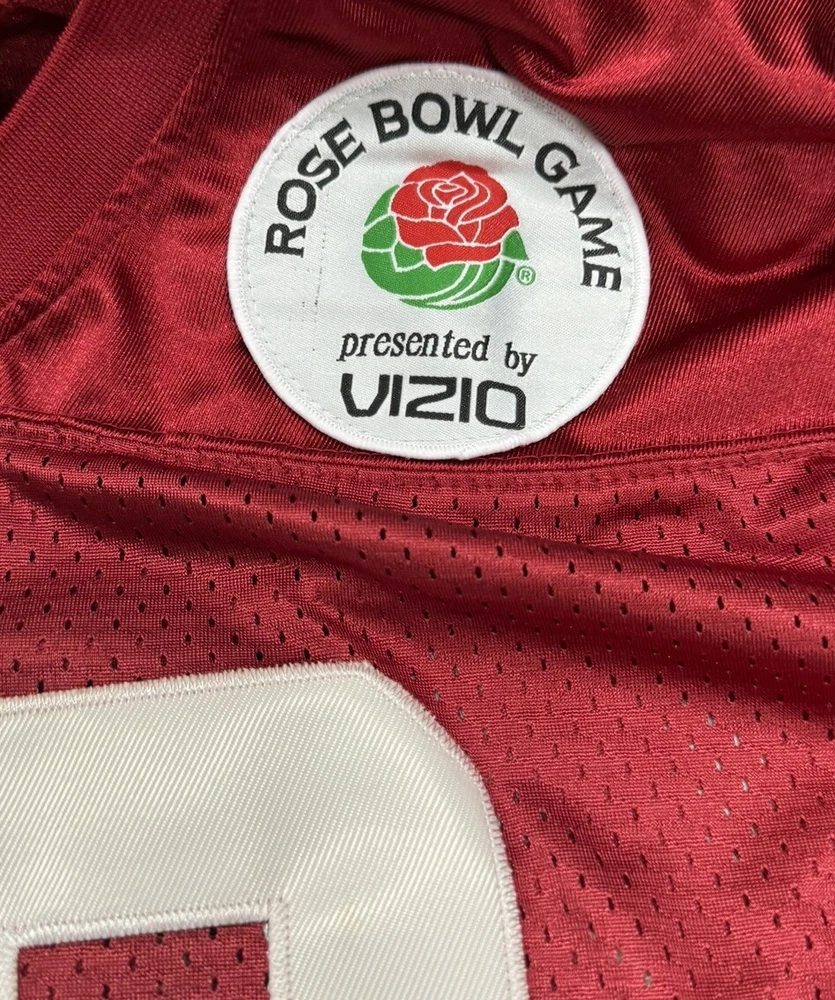 ROSE BOWL GAME
®
presented by
VIZIO